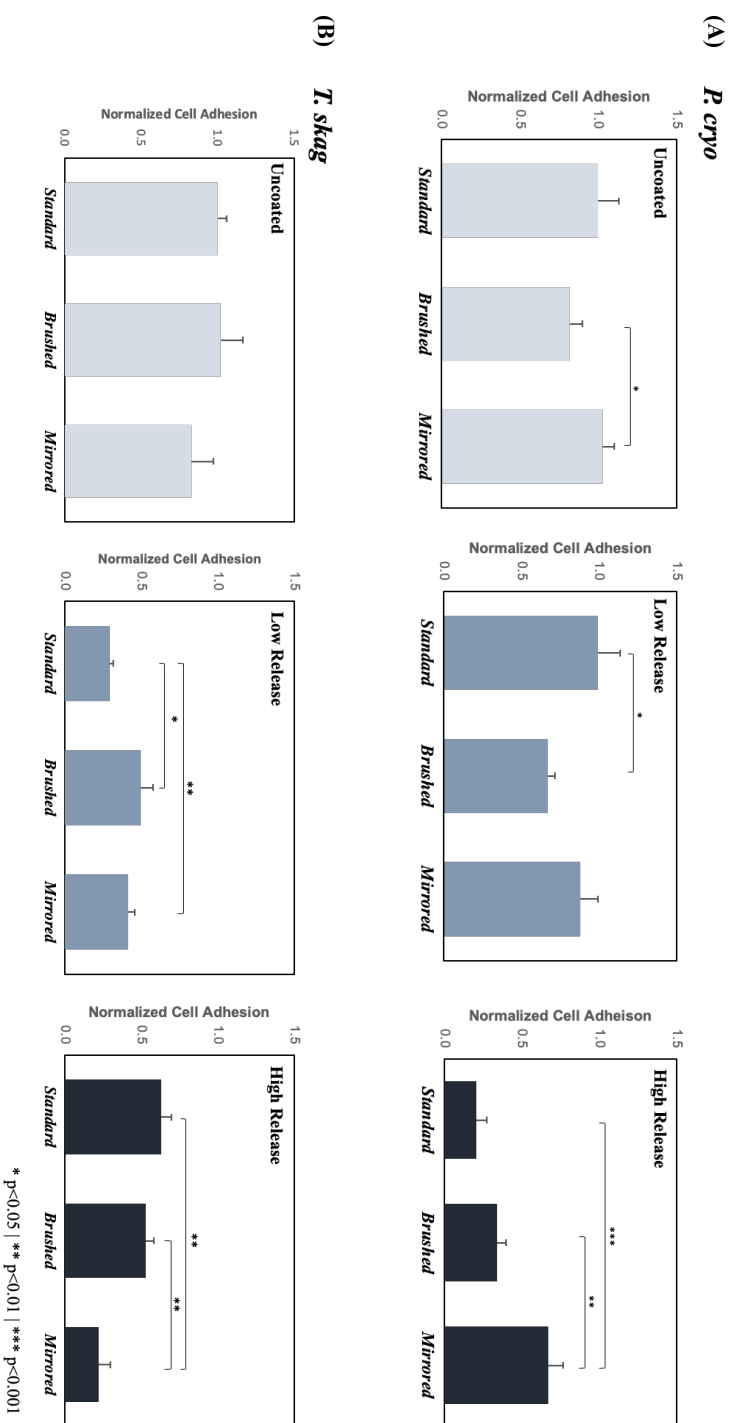 (A) P. cryo
Normalized Cell Adhesion
1.5
1.0
0.5
0.0
Uncoated
*
Standard Brushed Mirrored
Normalized Cell Adhesion
1.5
1.0
0.5
0.0
Low Release
*
Standard Brushed Mirrored
Normalized Cell Adheison
1.5
1.0
0.5
0.0
High Release
***
**
Standard Brushed Mirrored
(B) T. skag
Normalized Cell Adhesion
1.5
1.0
0.5
0.0
Uncoated
Standard Brushed Mirrored
Normalized Cell Adhesion
1.5
1.0
0.5
0.0
Low Release
**
*
Standard Brushed Mirrored
Normalized Cell Adhesion
1.5
1.0
0.5
0.0
High Release
**
**
Standard Brushed Mirrored
* p<0.05 | ** p<0.01 | *** p<0.001